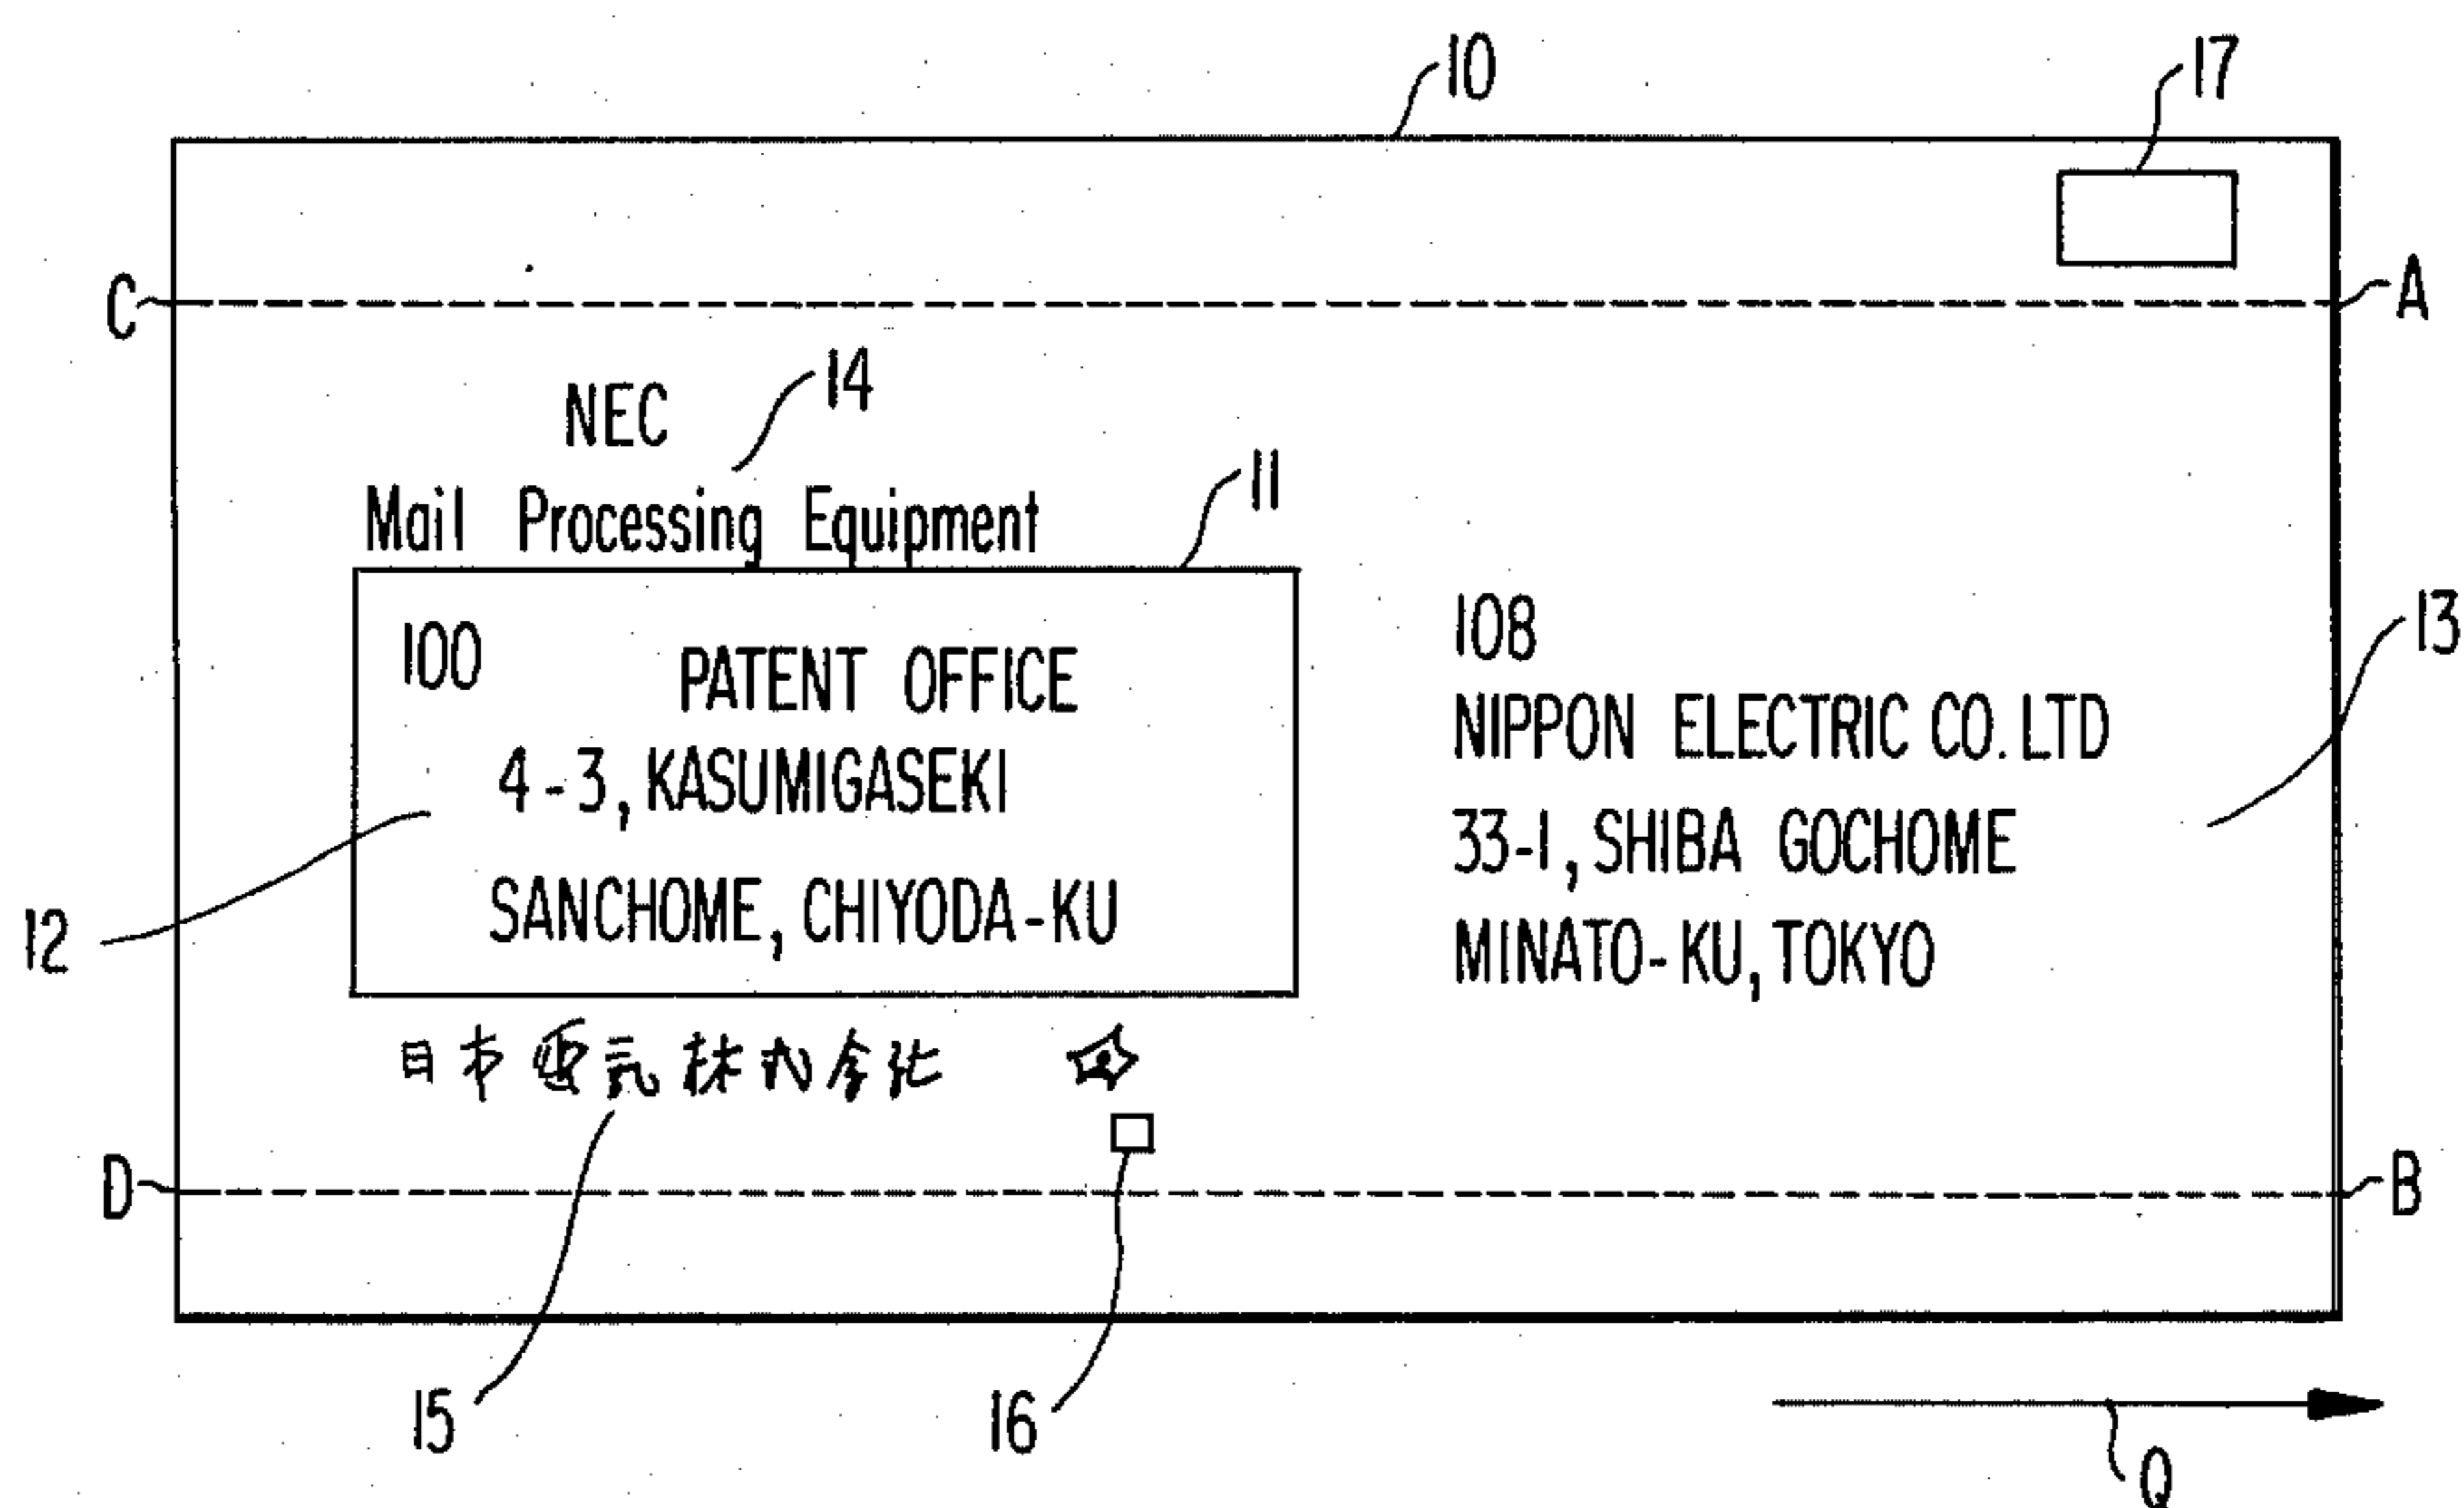 10
17
C
A
NEC
14
Mail Processing Equipment
11
100
PATENT OFFICE
4-3, KASUMIGASEKI
SANCHOME, CHIYODA-KU
12
108
NIPPON ELECTRIC CO. LTD
33-1, SHIBA GOCHOME
MINATO-KU, TOKYO
13
D
B
15
16
Q